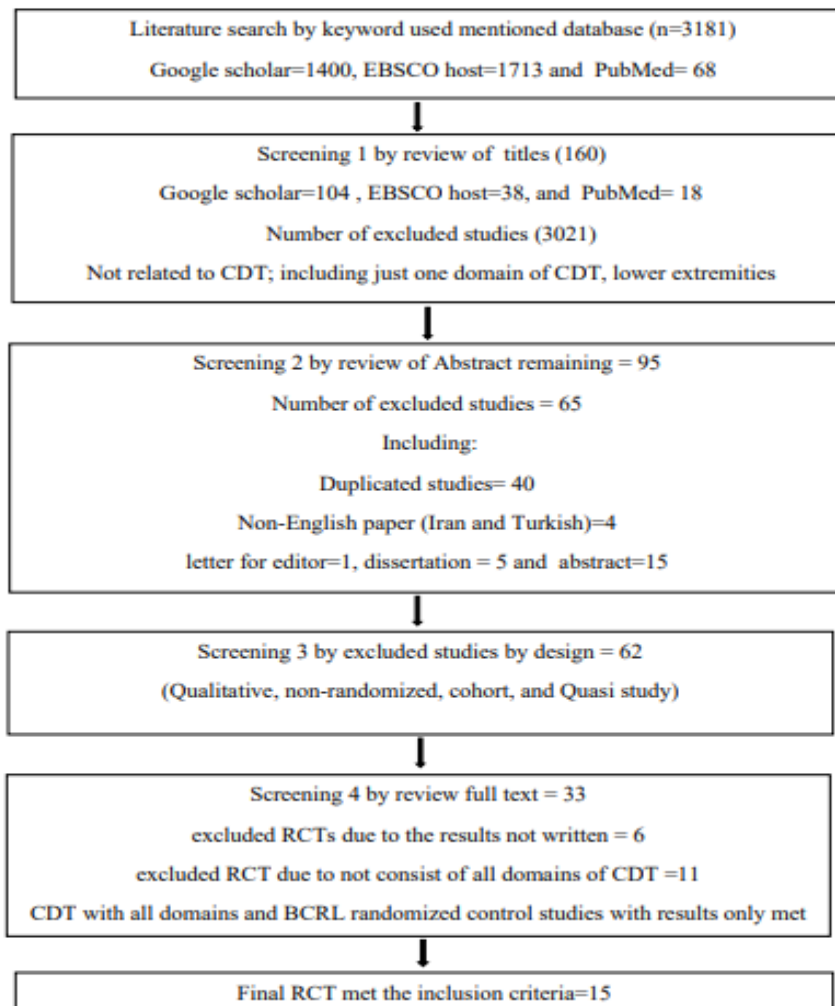 Literature search by keyword used mentioned database (n=3181)
Google scholar=1400, EBSCO host=1713 and PubMed= 68
Screening 1 by review of titles (160)
Google scholar=104 , EBSCO host=38, and PubMed= 18
Number of excluded studies (3021)
Not related to CDT; including just one domain of CDT, lower extremities
Screening 2 by review of Abstract remaining = 95
Number of excluded studies = 65
Including:
Duplicated studies= 40
Non-English paper (Iran and Turkish)=4
letter for editor=1, dissertation = 5 and abstract=15
Screening 3 by excluded studies by design = 62
(Qualitative, non-randomized, cohort, and Quasi study)
Screening 4 by review full text = 33
excluded RCTs due to the results not written = 6
excluded RCT due to not consist of all domains of CDT =11
CDT with all domains and BCRL randomized control studies with results only met
Final RCT met the inclusion criteria=15